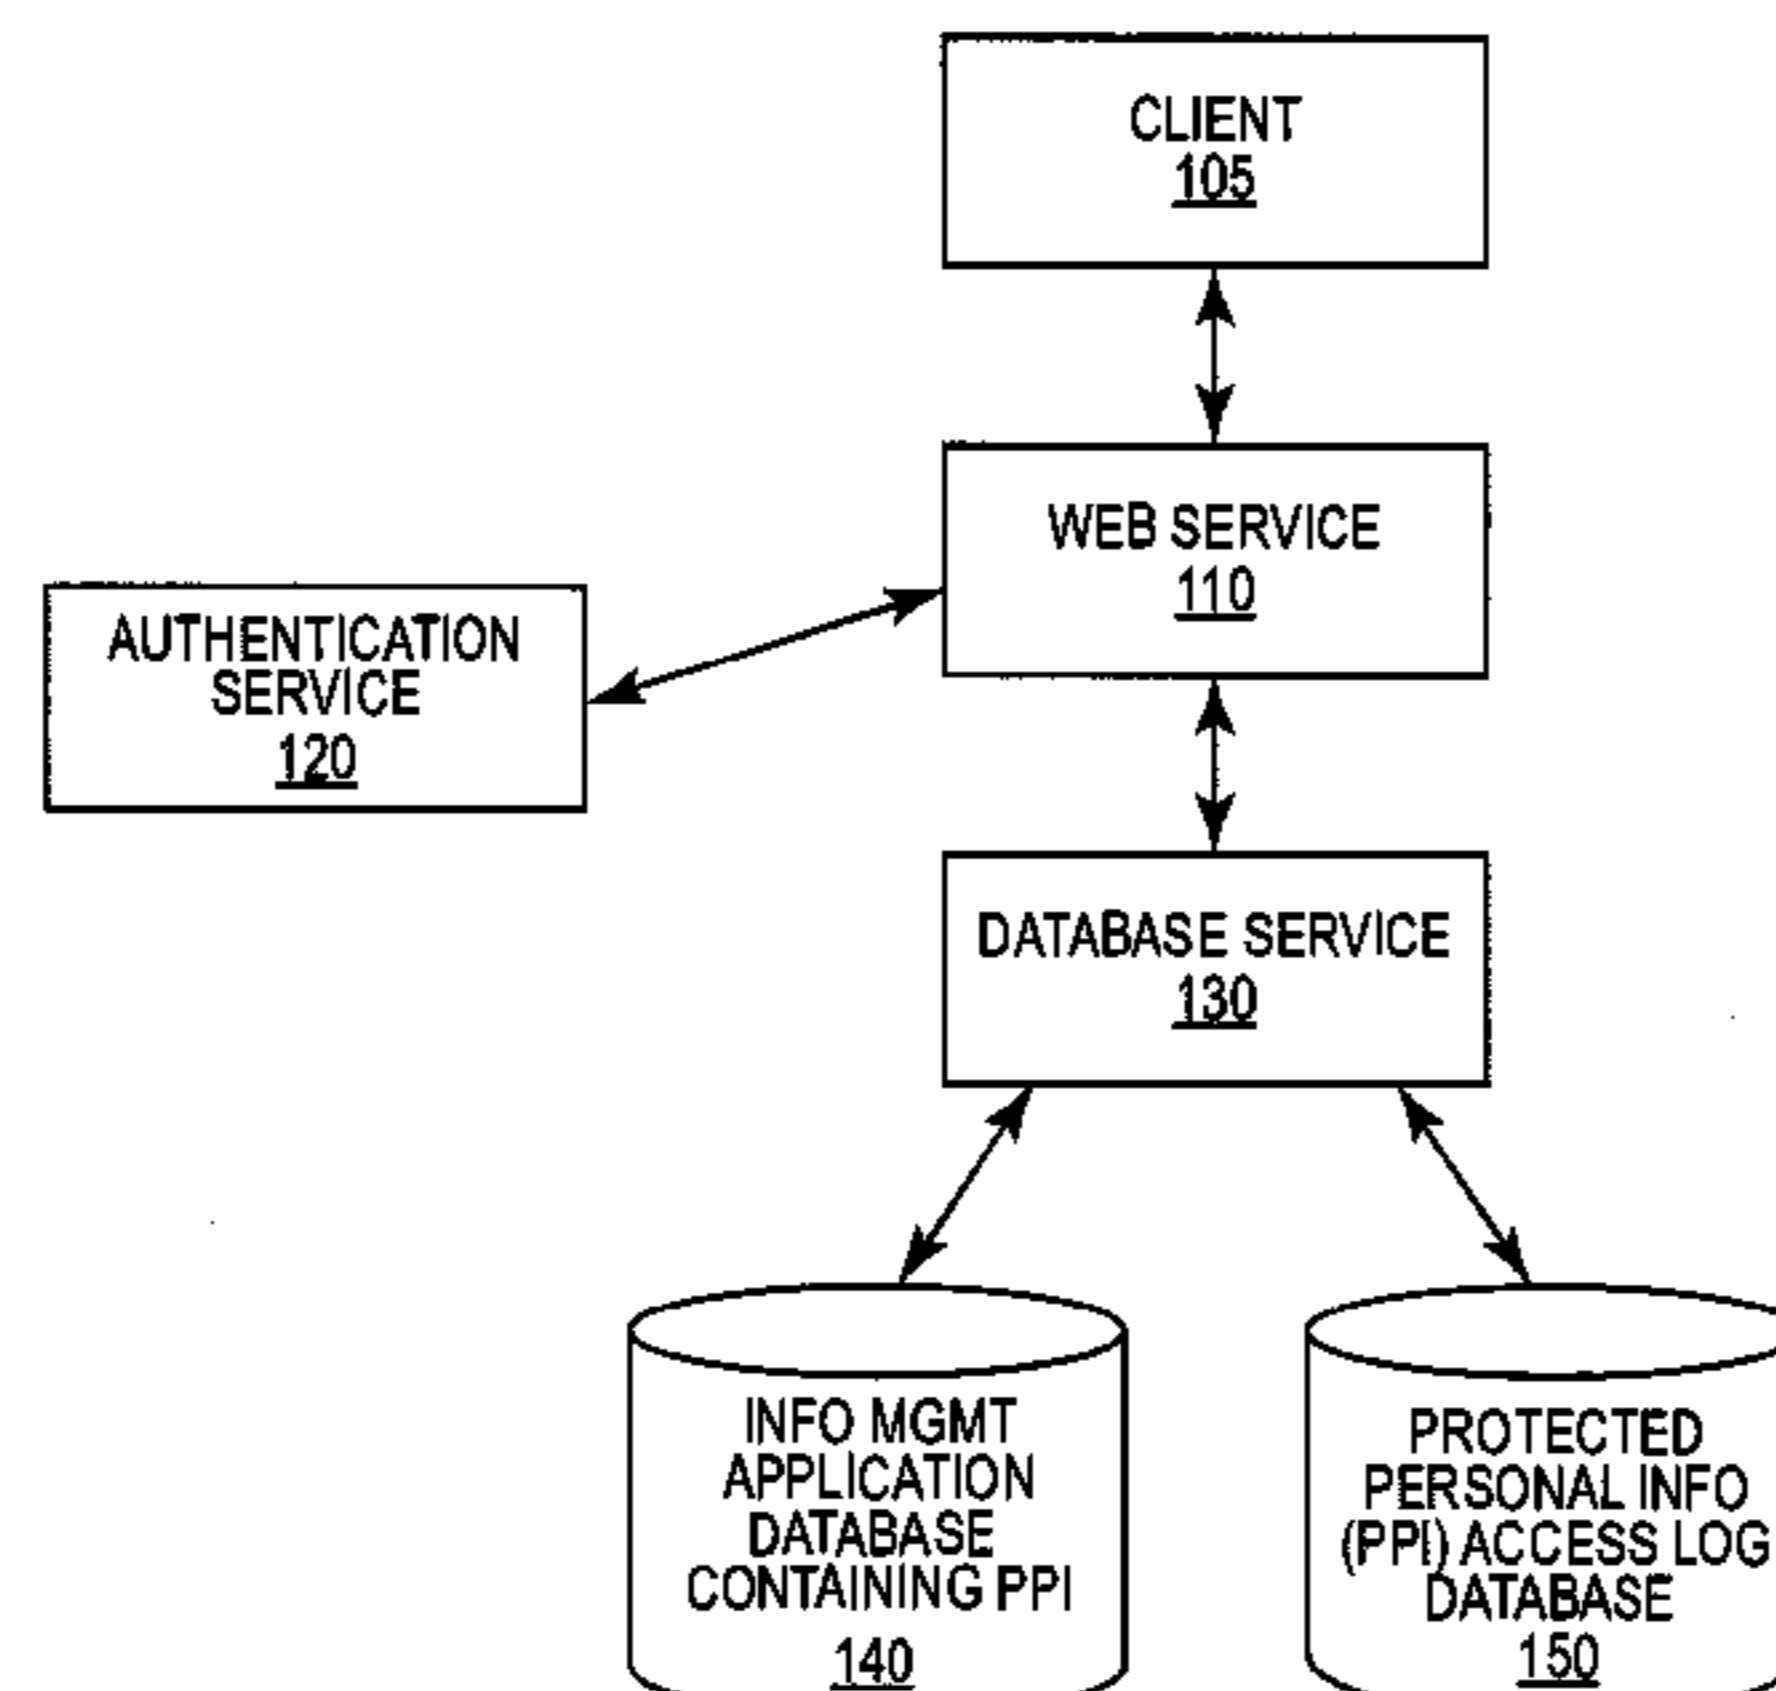 CLIENT
105
WEB SERVICE
110
AUTHENTICATION
SERVICE
120
DATABASE SERVICE
130
INFO MGMT
APPLICATION
DATABASE
CONTAINING PPI
140
PROTECTED
PERSONAL INFO
(PPI) ACCESS LOG
DATABASE
150